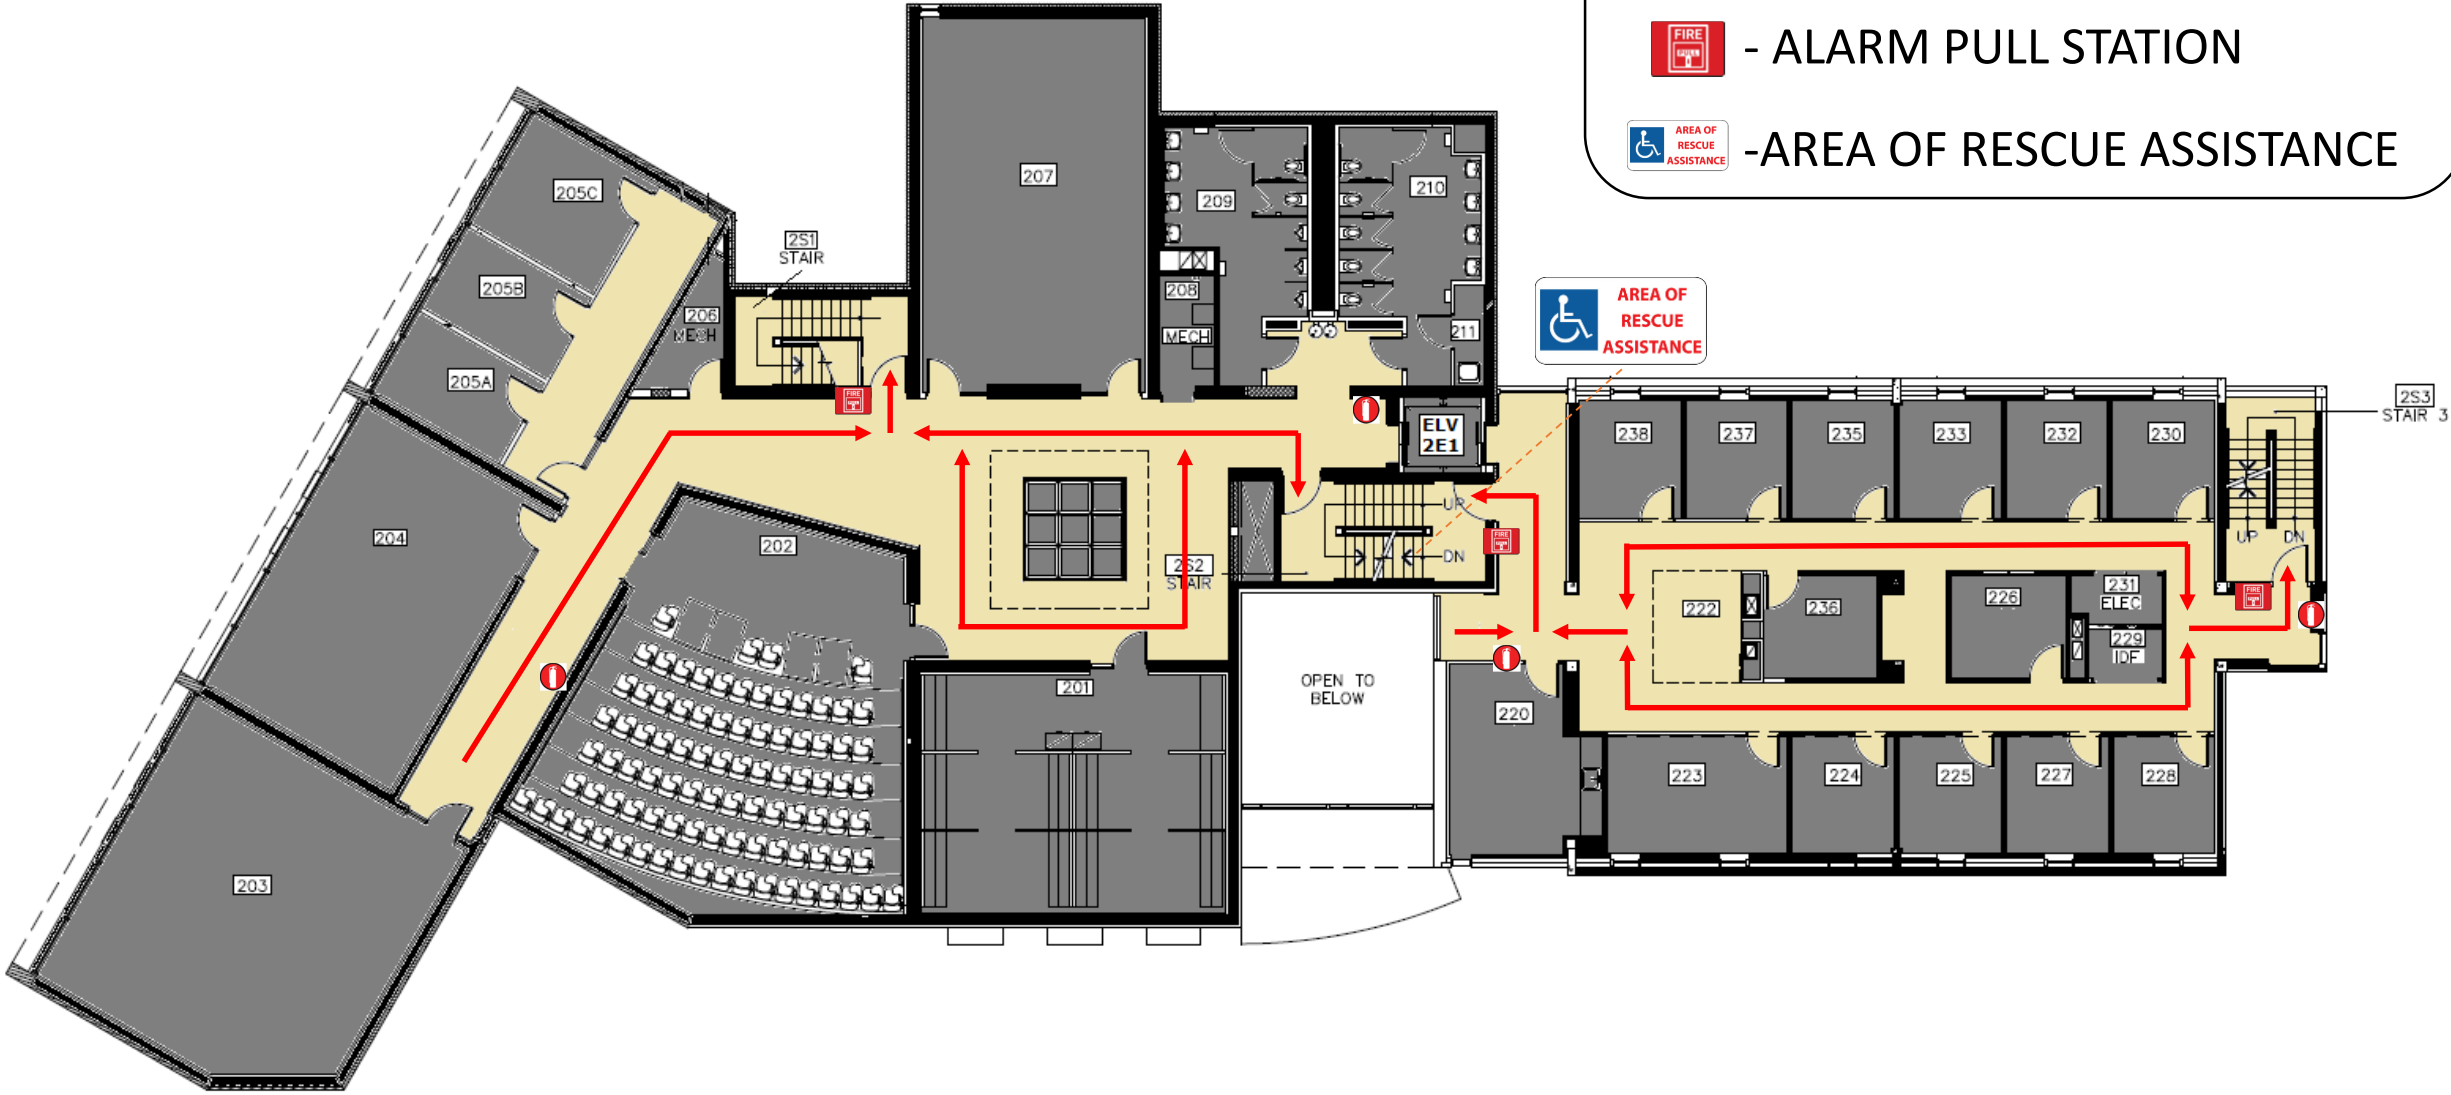 FIRE
PULL
- ALARM PULL STATION
AREA OF
RESCUE
ASSISTANCE
-AREA OF RESCUE ASSISTANCE
207
205C
209
210
2S1
STAIR
205B
208
206
MECH
MECH
211
AREA OF
RESCUE
ASSISTANCE
205A
FIRE
ELV
2E1
238
237
235
233
232
230
2S3
STAIR 3
204
202
UP
DN
FIRE
2S2
STAIR
UP
DN
222
236
226
231
ELEC
229
IDF
FIRE
201
OPEN TO
BELOW
220
223
224
225
227
228
203